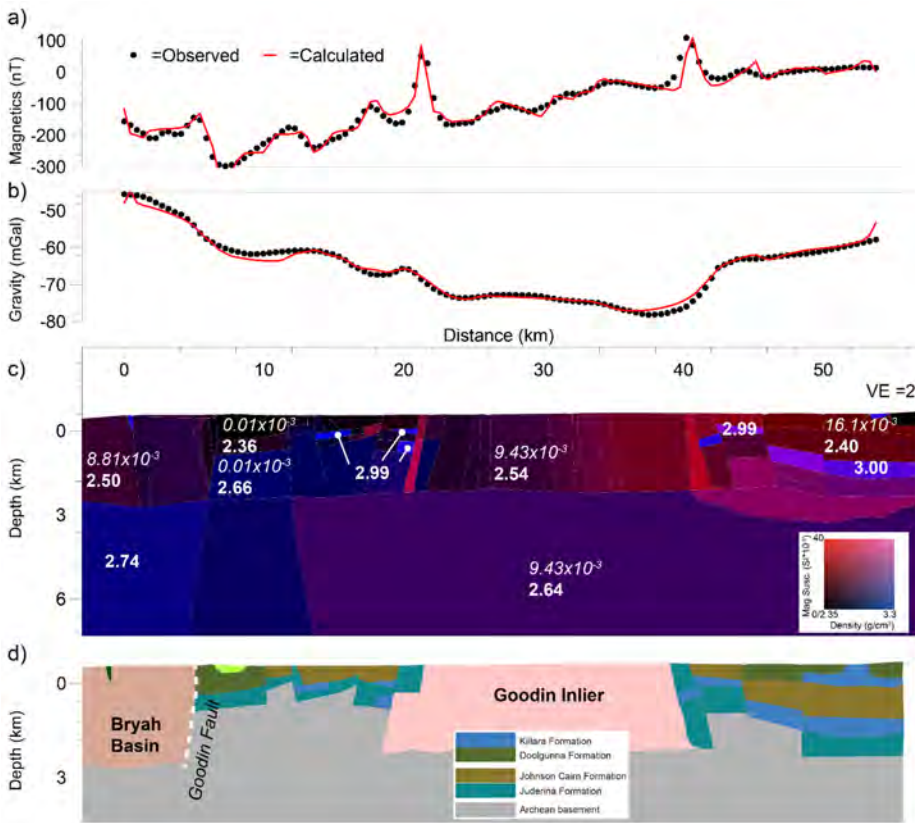 a)
100
0
-100
-200
-300
Magnetics (nT)
=Observed
=Calculated
b)
-50
-60
-70
-80
Gravity (mGal)
Distance (km)
c)
0 10 20 30 40 50
VE =2
0
3
6
Depth (km)
8.81x10⁻³
2.50
0.01x10⁻³
2.36
0.01x10⁻³
2.66
2.99
9.43x10⁻³
2.54
2.99
16.1x10⁻³
2.40
3.00
2.74
9.43x10⁻³
2.64
40
Mag Susc. (SI*10⁻³)
0/2.35
3.3
Density (g/cm³)
d)
0
3
Depth (km)
Bryah
Basin
Goodin Fault
Goodin Inlier
Killara Formation
Doolgunna Formation
Johnson Cairn Formation
Juderina Formation
Archean basement